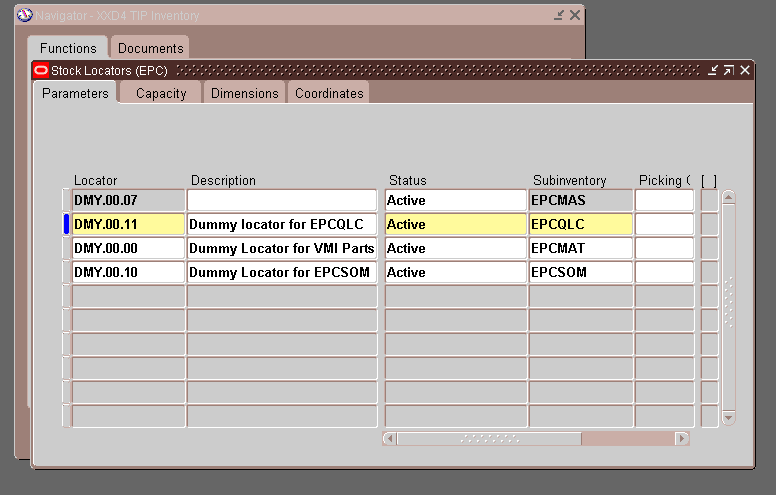 Navigator - XXD4 TIP Inventory
Functions Documents
Stock Locators (EPC)
Parameters Capacity Dimensions Coordinates
Locator Description Status Subinventory Picking [ ]
DMY.00.07 Active EPCMAS
DMY.00.11 Dummy locator for EPCQLC Active EPCQLC
DMY.00.00 Dummy Locator for VMI Parts Active EPCMAT
DMY.00.10 Dummy Locator for EPCSOM Active EPCSOM